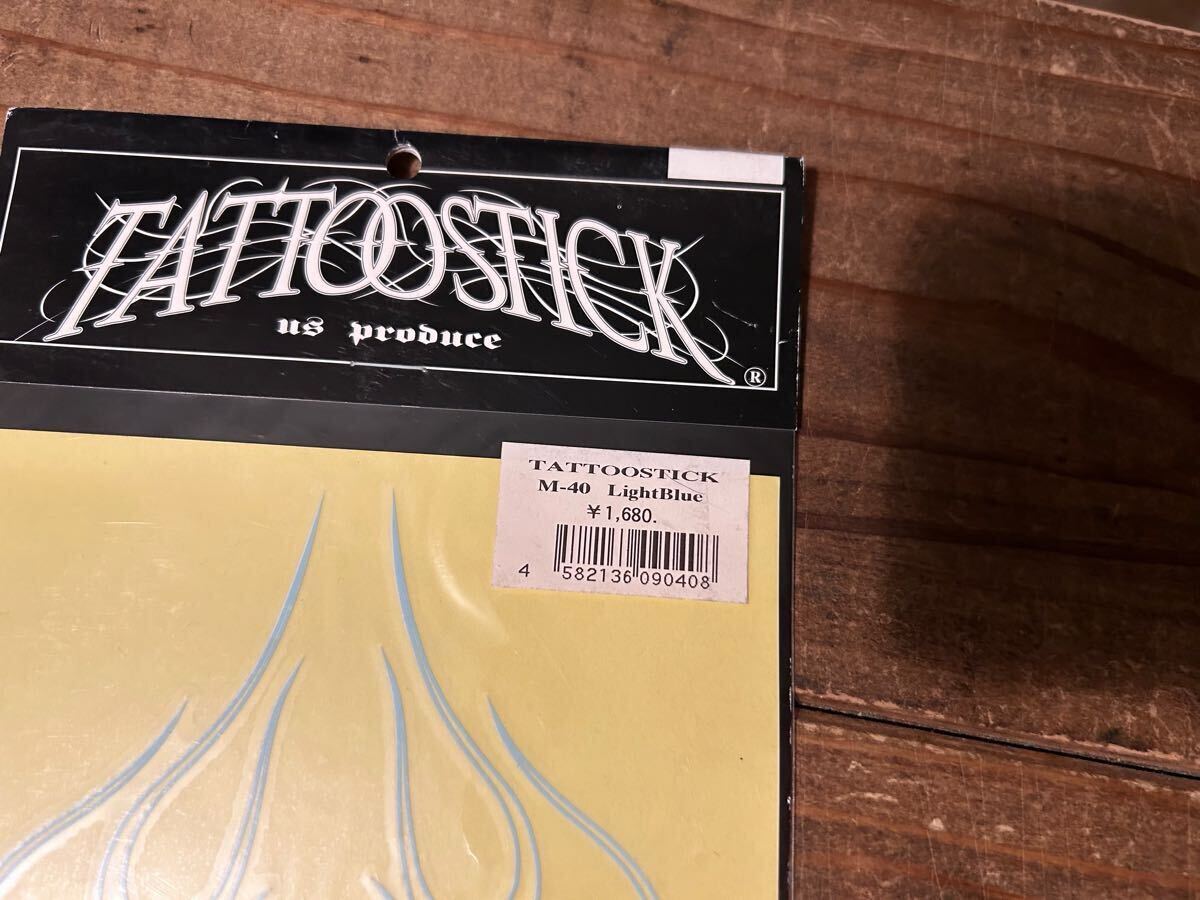 TATTOOSTICK
us produce
®
TATTOOSTICK
M-40 LightBlue
¥1,680.
4 582136 090408